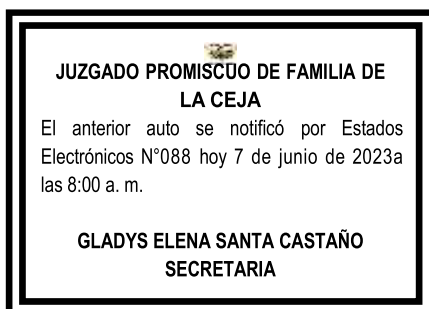 JUZGADO PROMISCUO DE FAMILIA DE
LA CEJA
El anterior auto se notificó por Estados
Electrónicos N°088 hoy 7 de junio de 2023a
las 8:00 a. m.
GLADYS ELENA SANTA CASTAÑO
SECRETARIA